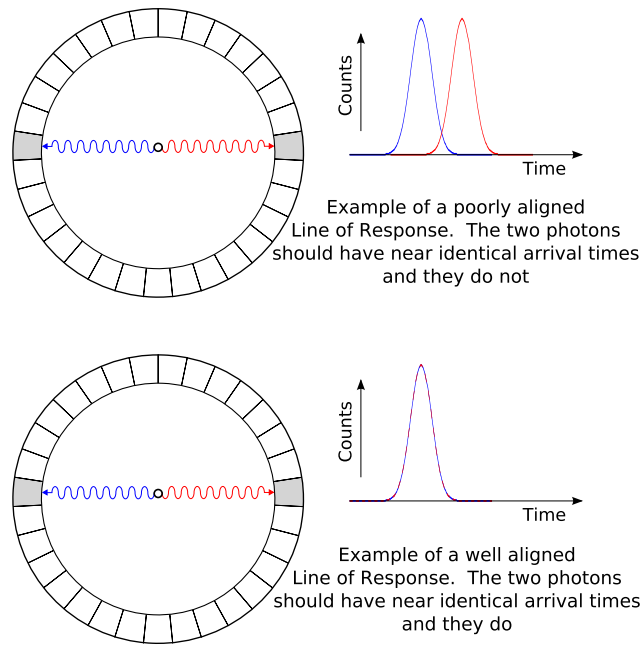 Counts
Time
Example of a poorly aligned
Line of Response.  The two photons
should have near identical arrival times
and they do not
Counts
Time
Example of a well aligned
Line of Response.  The two photons
should have near identical arrival times
and they do